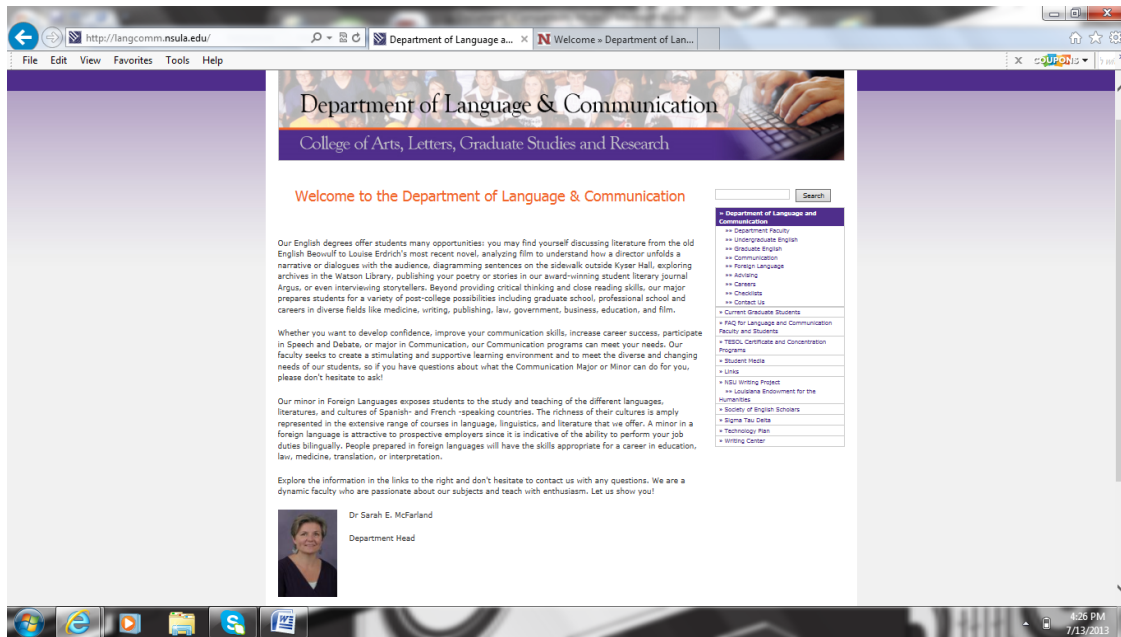 http://langcomm.nsula.edu/
Department of Language a...
Welcome » Department of Lan...
File Edit View Favorites Tools Help
x COUPONS
Department of Language & Communication
College of Arts, Letters, Graduate Studies and Research
Welcome to the Department of Language & Communication
Our English degrees offer students many opportunities: you may find yourself discussing literature from the old
English Beowulf to Louise Erdrich's most recent novel, analyzing film to understand how a director unfolds a
narrative or dialogues with the audience, diagramming sentences on the sidewalk outside Kyser Hall, exploring
archives in the Watson Library, publishing your poetry or stories in our award-winning student literary journal
Argus, or even interviewing storytellers. Beyond providing critical thinking and close reading skills, our major
prepares students for a variety of post-college possibilities including graduate school, professional school and
careers in diverse fields like medicine, writing, publishing, law, government, business, education, and film.
Whether you want to develop confidence, improve your communication skills, increase career success, participate
in Speech and Debate, or major in Communication, our Communication programs can meet your needs. Our
faculty seeks to create a stimulating and supportive learning environment and to meet the diverse and changing
needs of our students, so if you have questions about what the Communication Major or Minor can do for you,
please don't hesitate to ask!
Our minor in Foreign Languages exposes students to the study and teaching of the different languages,
literatures, and cultures of Spanish- and French -speaking countries. The richness of their cultures is amply
represented in the extensive range of courses in language, linguistics, and literature that we offer. A minor in a
foreign language is attractive to prospective employers since it is indicative of the ability to perform your job
duties bilingually. People prepared in foreign languages will have the skills appropriate for a career in education,
law, medicine, translation, or interpretation.
Explore the information in the links to the right and don't hesitate to contact us with any questions. We are a
dynamic faculty who are passionate about our subjects and teach with enthusiasm. Let us show you!
Dr Sarah E. McFarland
Department Head
Search
» Department of Language and
Communication
»» Department Faculty
»» Undergraduate English
»» Graduate English
»» Communication
»» Foreign Language
»» Advising
»» Careers
»» Checklists
»» Contact Us
» Current Graduate Students
» FAQ for Language and Communication
Faculty and Students
» TESOL Certificate and Concentration
Programs
» Student Media
» Links
» NSU Writing Project
»» Louisiana Endowment for the
Humanities
» Society of English Scholars
» Sigma Tau Delta
» Technology Plan
» Writing Center
4:26 PM
7/13/2013